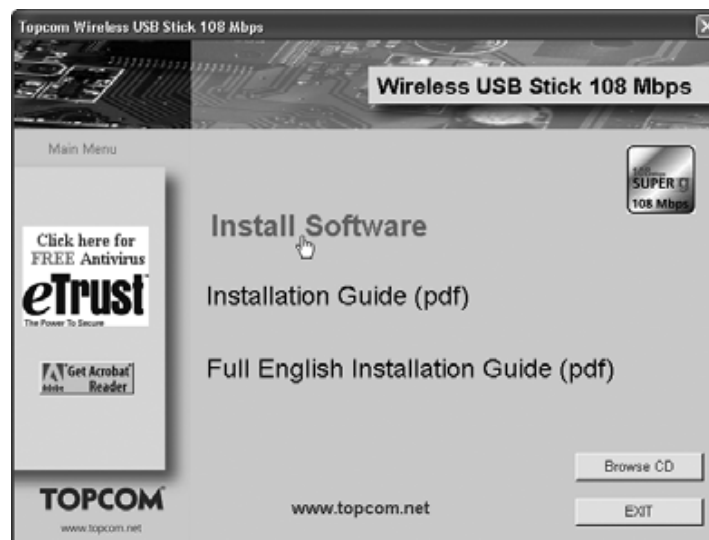 Topcom Wireless USB Stick 108 Mbps
Wireless USB Stick 108 Mbps
Main Menu
SUPER G
108 Mbps
Install Software
Click here for
FREE Antivirus
eTrust
The Power To Secure
Installation Guide (pdf)
Get Acrobat
Adobe Reader
Full English Installation Guide (pdf)
Browse CD
TOPCOM
www.topcom.net
www.topcom.net
EXIT